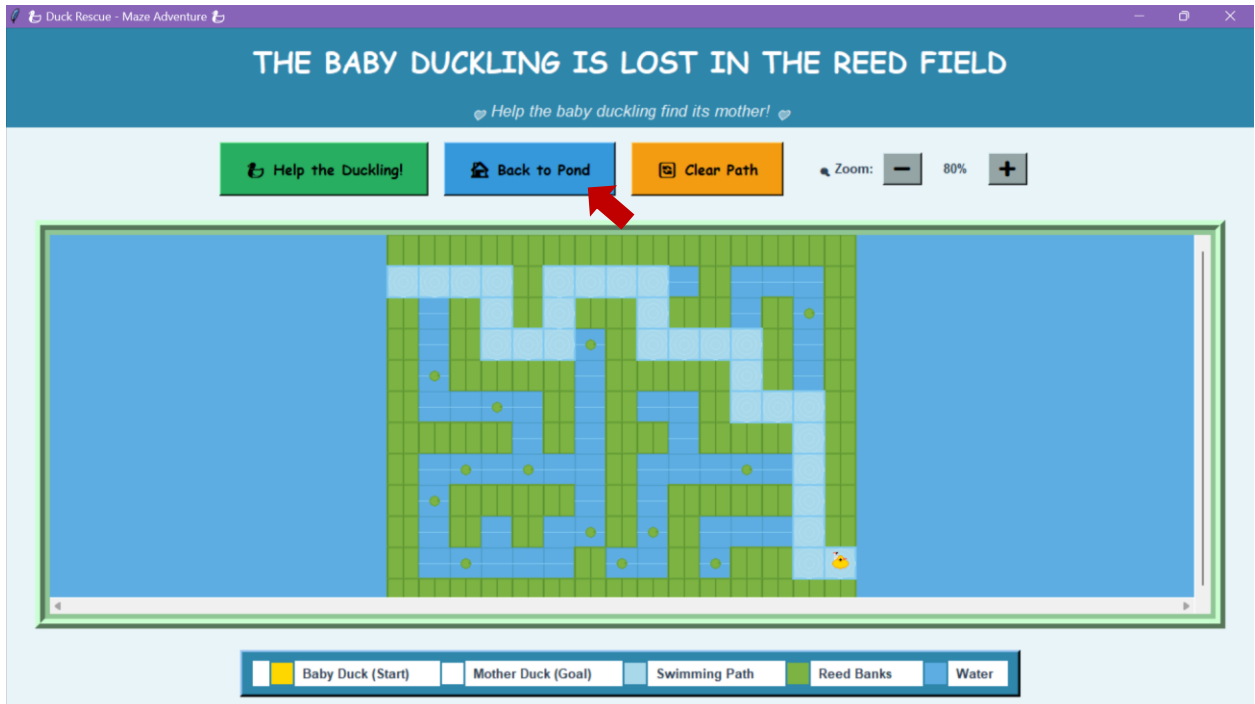 Duck Rescue - Maze Adventure
THE BABY DUCKLING IS LOST IN THE REED FIELD
Help the baby duckling find its mother!
Help the Duckling! Back to Pond Clear Path Zoom: − 80% +
Baby Duck (Start) Mother Duck (Goal) Swimming Path Reed Banks Water